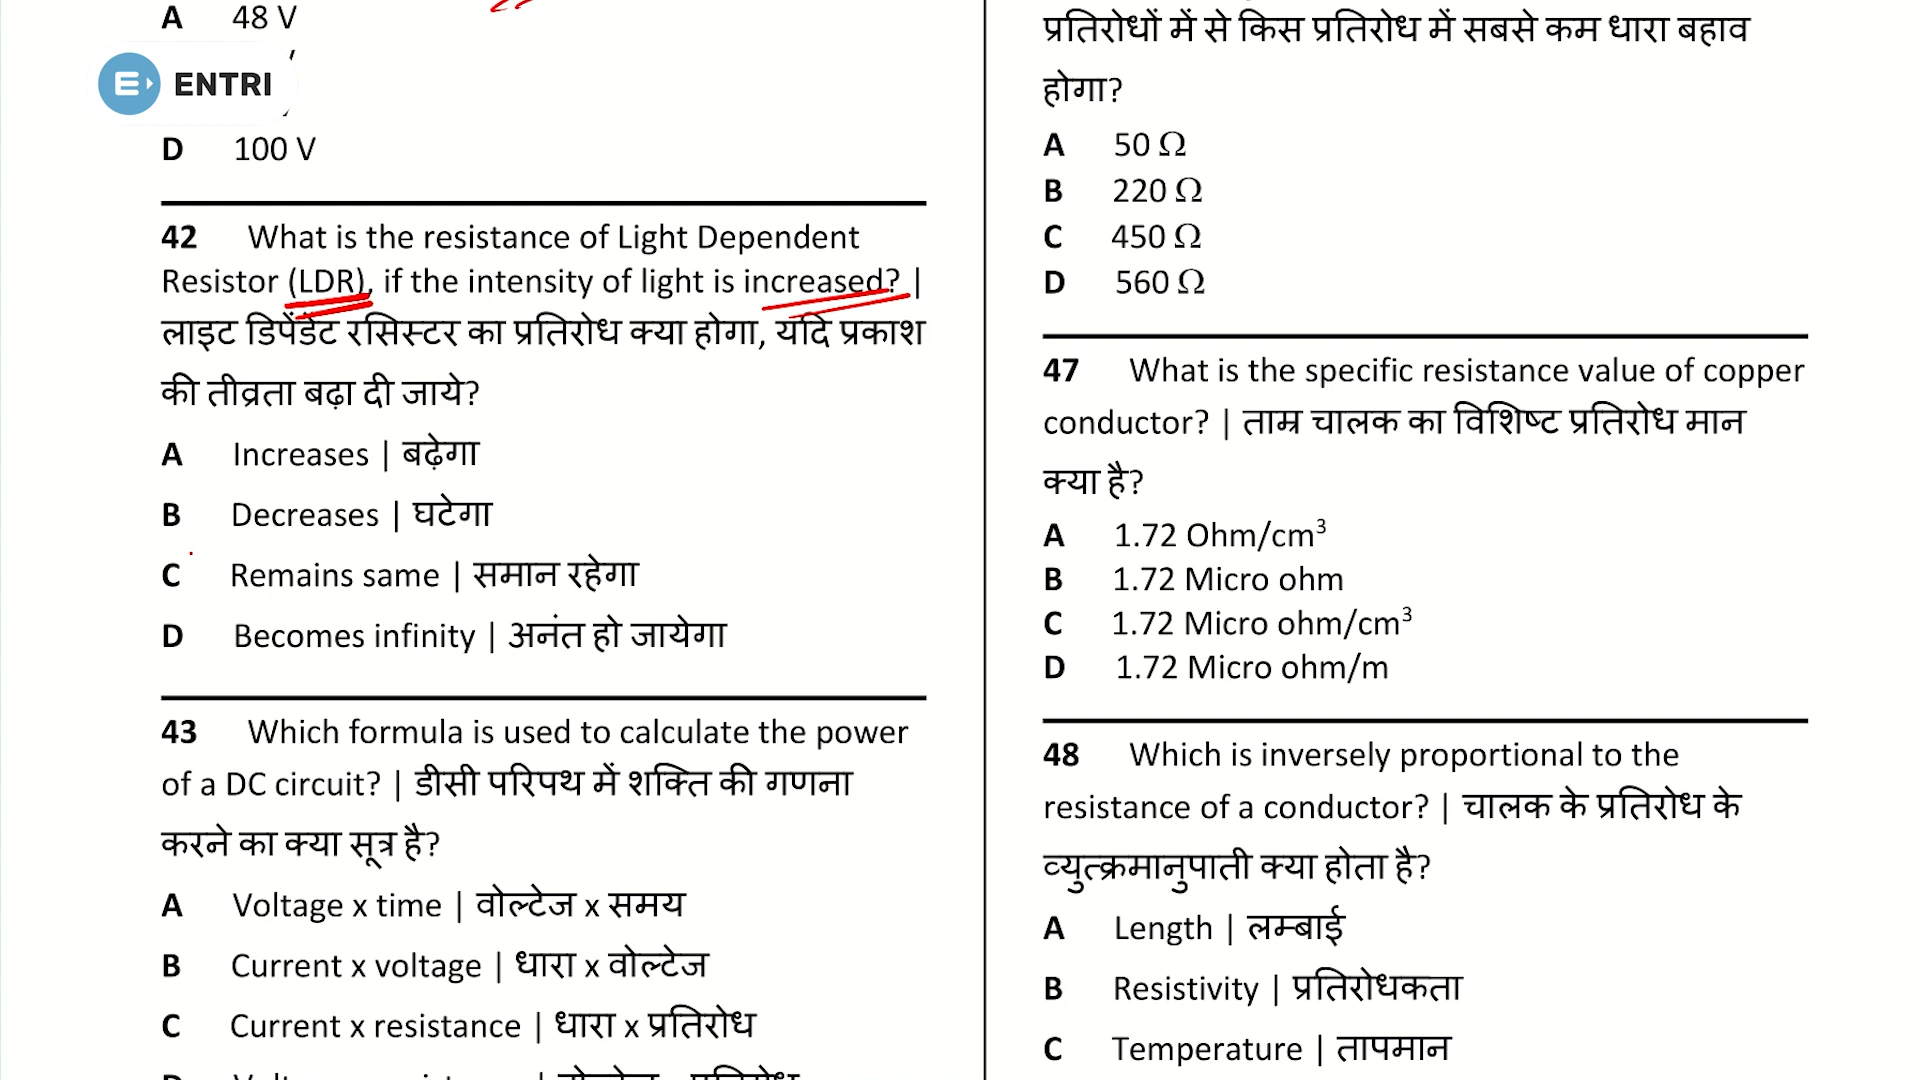 A 48 V
ENTRI
D 100 V
42 What is the resistance of Light Dependent
Resistor (LDR), if the intensity of light is increased? |
लाइट डिपेंडेंट रसिस्टर का प्रतिरोध क्या होगा, यदि प्रकाश
की तीव्रता बढ़ा दी जाये?
A Increases | बढ़ेगा
B Decreases | घटेगा
C Remains same | समान रहेगा
D Becomes infinity | अनंत हो जायेगा
43 Which formula is used to calculate the power
of a DC circuit? | डीसी परिपथ में शक्ति की गणना
करने का क्या सूत्र है?
A Voltage x time | वोल्टेज x समय
B Current x voltage | धारा x वोल्टेज
C Current x resistance | धारा x प्रतिरोध
प्रतिरोधों में से किस प्रतिरोध में सबसे कम धारा बहाव
होगा?
A 50 Ω
B 220 Ω
C 450 Ω
D 560 Ω
47 What is the specific resistance value of copper
conductor? | ताम्र चालक का विशिष्ट प्रतिरोध मान
क्या है?
A 1.72 Ohm/cm³
B 1.72 Micro ohm
C 1.72 Micro ohm/cm³
D 1.72 Micro ohm/m
48 Which is inversely proportional to the
resistance of a conductor? | चालक के प्रतिरोध के
व्युत्क्रमानुपाती क्या होता है?
A Length | लम्बाई
B Resistivity | प्रतिरोधकता
C Temperature | तापमान